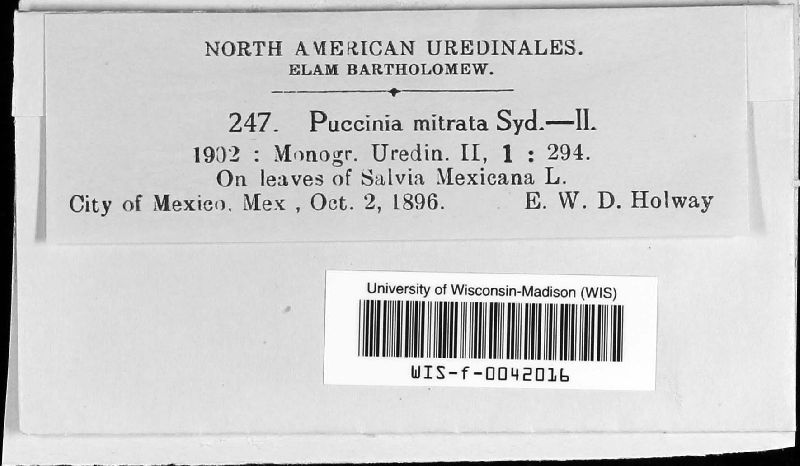 NORTH AMERICAN UREDINALES.
ELAM BARTHOLOMEW.
247. Puccinia mitrata Syd.—II.
1902 : Monogr. Uredin. II, 1 : 294.
On leaves of Salvia Mexicana L.
City of Mexico, Mex , Oct. 2, 1896. E. W. D. Holway
University of Wisconsin-Madison (WIS)
WIS-f-0042016